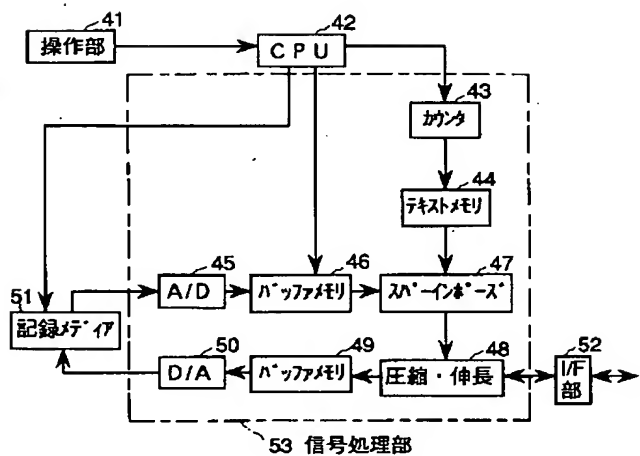 41
操作部
42
CPU
43
カウンタ
44
テキストメモリ
45
A/D
46
バッファメモリ
47
スパーインポーズ
51
記録メディア
50
D/A
49
バッファメモリ
48
圧縮・伸長
52
I/F
部
53 信号処理部